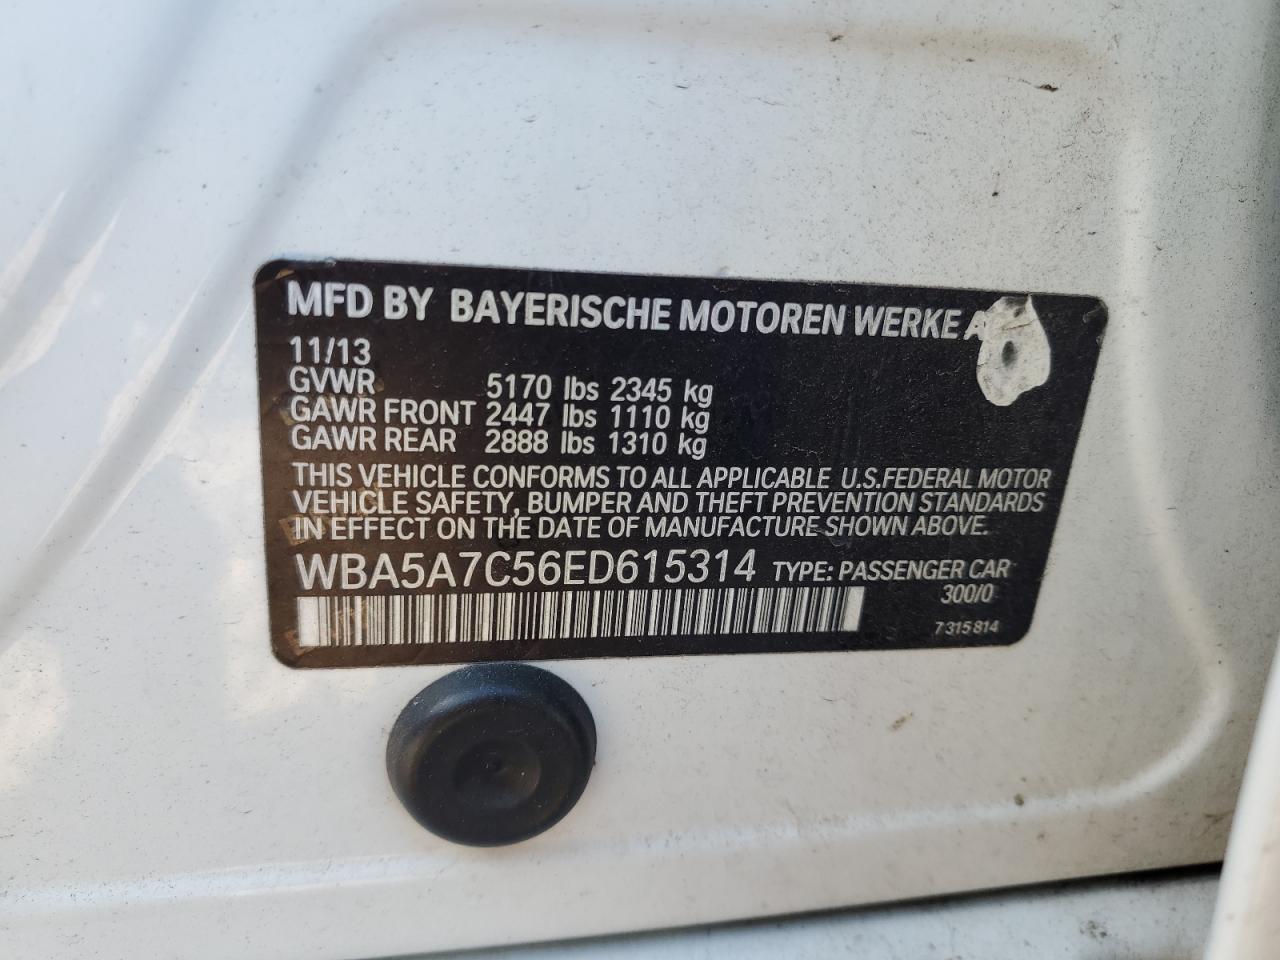 MFD BY BAYERISCHE MOTOREN WERKE
11/13
GVWR 5170 lbs 2345 kg
GAWR FRONT 2447 lbs 1110 kg
GAWR REAR 2888 lbs 1310 kg
THIS VEHICLE CONFORMS TO ALL APPLICABLE U.S.FEDERAL MOTOR
VEHICLE SAFETY, BUMPER AND THEFT PREVENTION STANDARDS
IN EFFECT ON THE DATE OF MANUFACTURE SHOWN ABOVE.
WBA5A7C56ED615314 TYPE: PASSENGER CAR
300/0
7315814